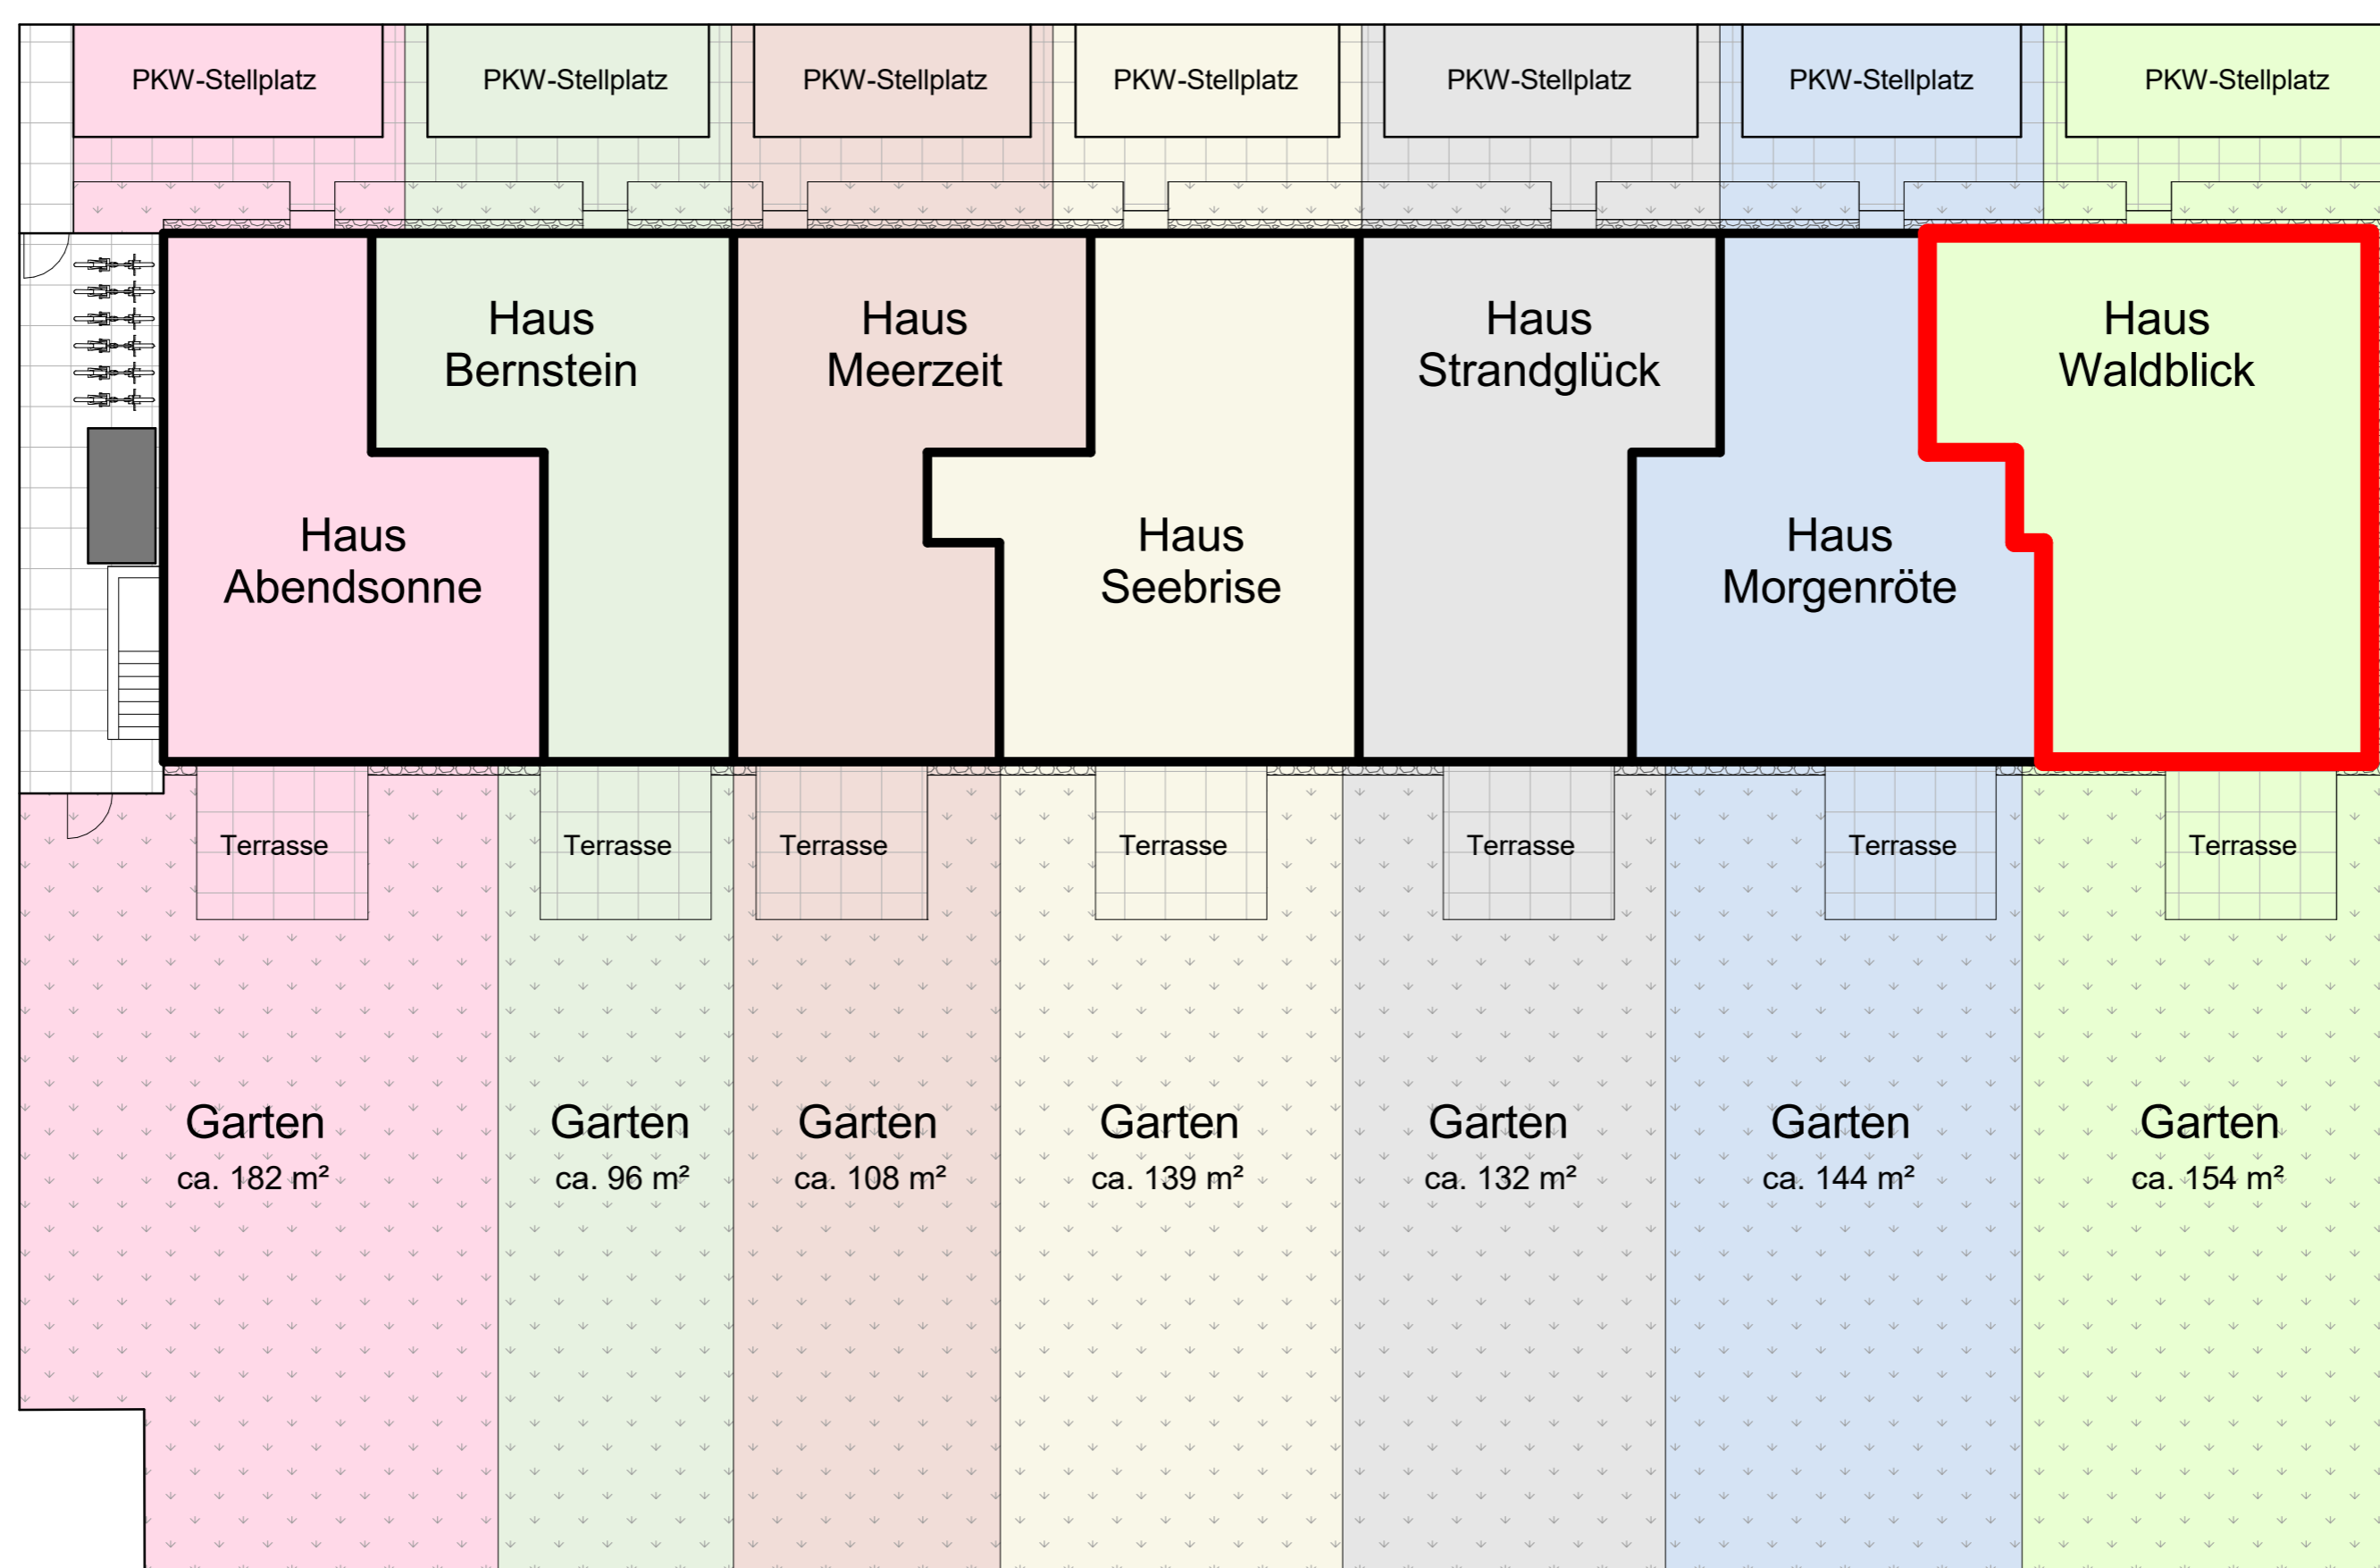 PKW-Stellplatz
PKW-Stellplatz
PKW-Stellplatz
PKW-Stellplatz
PKW-Stellplatz
PKW-Stellplatz
PKW-Stellplatz
Haus
Bernstein
Haus
Meerzeit
Haus
Strandglück
Haus
Waldblick
Haus
Abendsonne
Haus
Seebrise
Haus
Morgenröte
Terrasse
Terrasse
Terrasse
Terrasse
Terrasse
Terrasse
Terrasse
Garten
ca. 182 m²
Garten
ca. 96 m²
Garten
ca. 108 m²
Garten
ca. 139 m²
Garten
ca. 132 m²
Garten
ca. 144 m²
Garten
ca. 154 m²